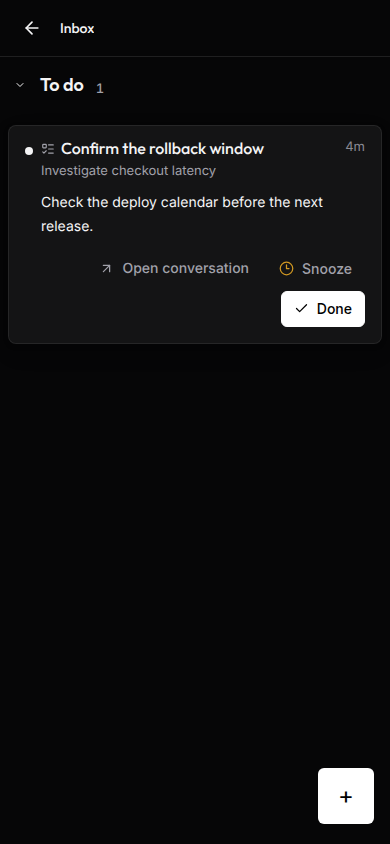 Inbox
To do 1
Confirm the rollback window 4m
Investigate checkout latency
Check the deploy calendar before the next
release.
Open conversation Snooze
Done
+